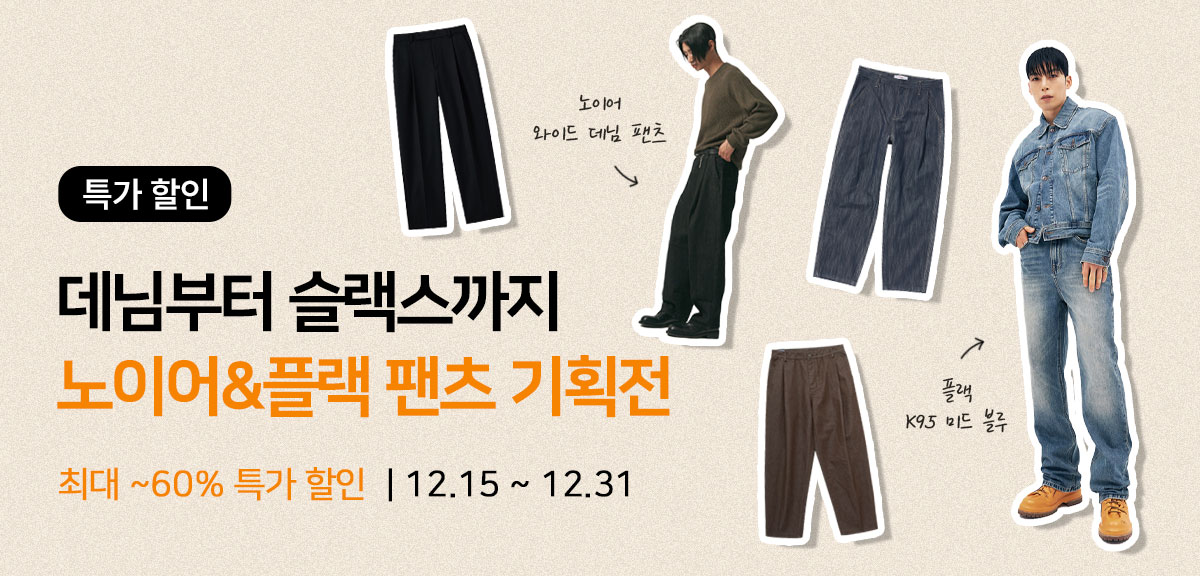 특가 할인
데님부터 슬랙스까지
노이어&플랙 팬츠 기획전
최대 ~60% 특가 할인 | 12.15 ~ 12.31
노이어
와이드 데님 팬츠
플랙
K95 미드 블루